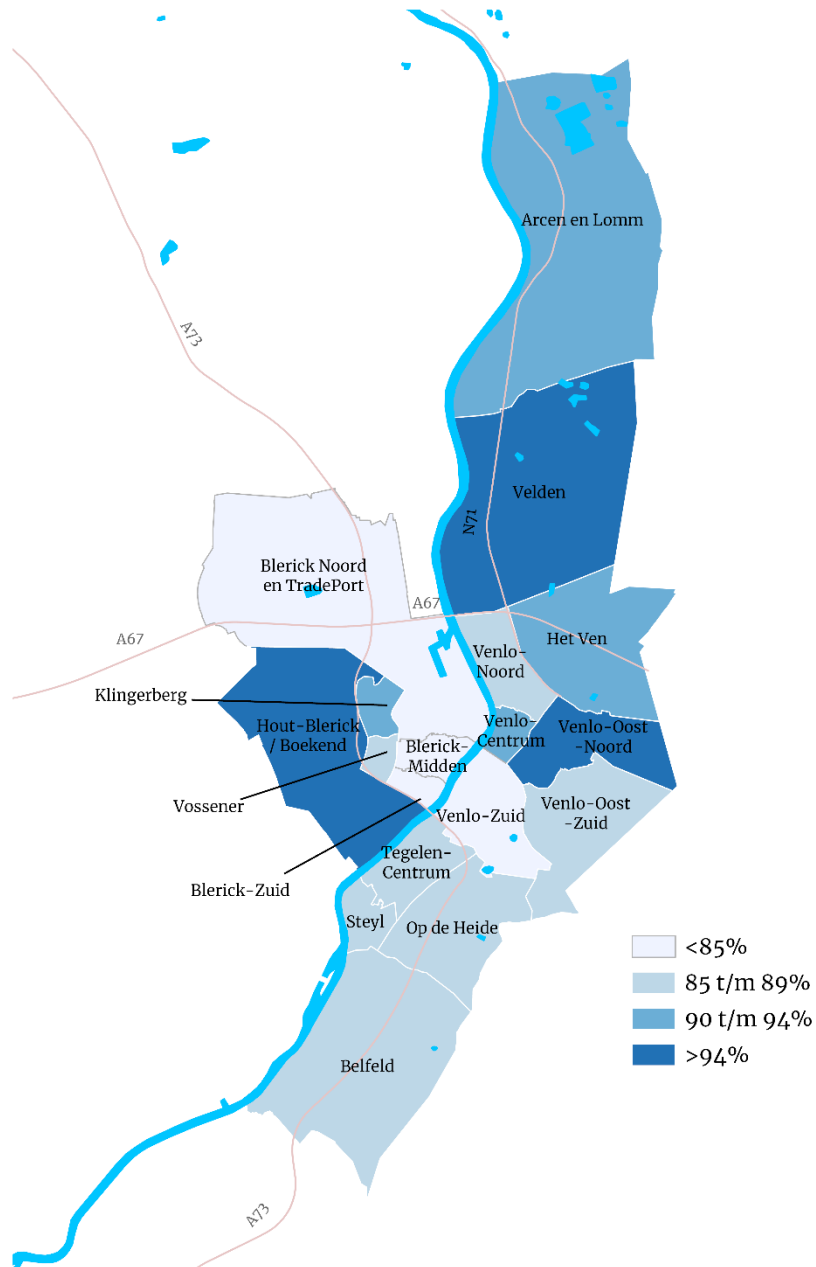 Arcen en Lomm
A73
Velden
N71
Blerick Noord
en TradePort
A67
A67
Het Ven
Venlo-
Noord
Klingerberg
Hout-Blerick
/ Boekend
Venlo-
Centrum
Venlo-Oost
-Noord
Blerick-
Midden
Vossener
Venlo-Zuid
Venlo-Oost
-Zuid
Blerick-Zuid
Tegelen-
Centrum
Steyl
Op de Heide
Belfeld
A73
<85%
85 t/m 89%
90 t/m 94%
>94%